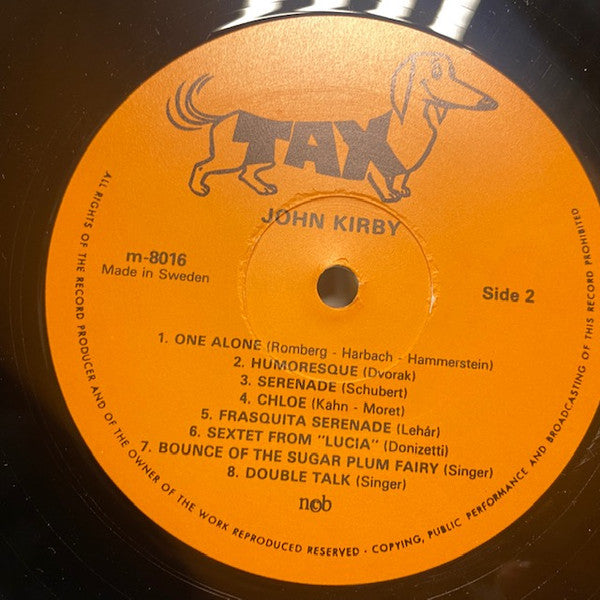 TAX
JOHN KIRBY
m-8016
Made in Sweden
Side 2
1. ONE ALONE (Romberg - Harbach - Hammerstein)
2. HUMORESQUE (Dvorak)
3. SERENADE (Schubert)
4. CHLOE (Kahn - Moret)
5. FRASQUITA SERENADE (Lehár)
6. SEXTET FROM "LUCIA" (Donizetti)
7. BOUNCE OF THE SUGAR PLUM FAIRY (Singer)
8. DOUBLE TALK (Singer)
ncb
ALL RIGHTS OF THE RECORD PRODUCER AND OF THE OWNER OF THE WORK REPRODUCED RESERVED - COPYING, PUBLIC PERFORMANCE AND BROADCASTING OF THIS RECORD PROHIBITED